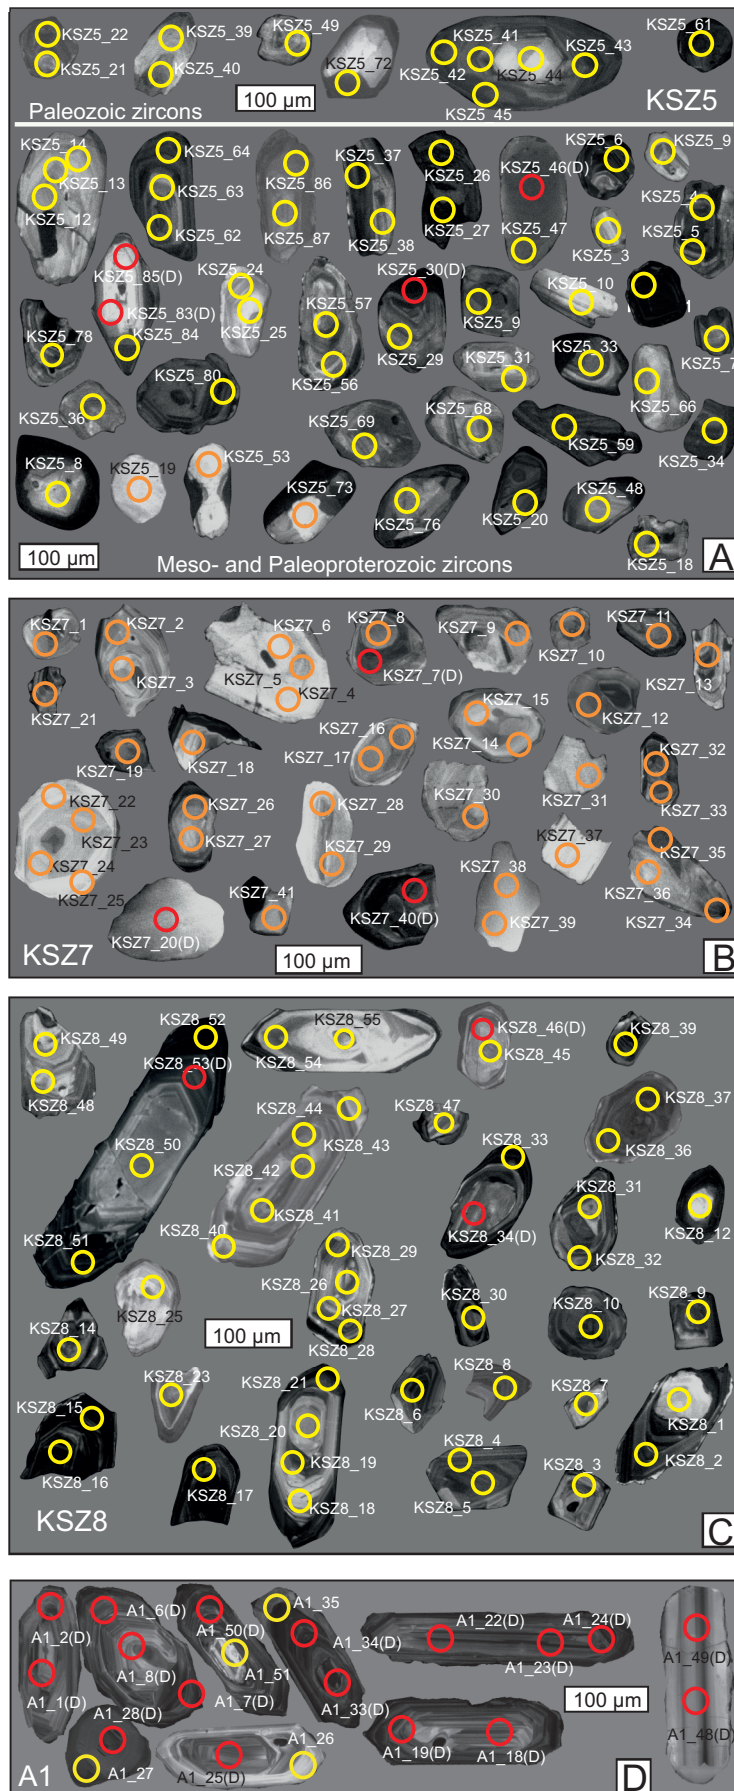 KSZ5_22
KSZ5_21
KSZ5_39
KSZ5_40
KSZ5_49
KSZ5_72
KSZ5_41
KSZ5_42
KSZ5_44
KSZ5_43
KSZ5_45
KSZ5_61
Paleozoic zircons
100 µm
KSZ5
KSZ5_14
KSZ5_13
KSZ5_12
KSZ5_64
KSZ5_63
KSZ5_62
KSZ5_86
KSZ5_87
KSZ5_37
KSZ5_38
KSZ5_26
KSZ5_27
KSZ5_46(D)
KSZ5_47
KSZ5_6
KSZ5_9
KSZ5_3
KSZ5_4
KSZ5_5
KSZ5_85(D)
KSZ5_83(D)
KSZ5_84
KSZ5_24
KSZ5_25
KSZ5_57
KSZ5_56
KSZ5_30(D)
KSZ5_29
KSZ5_9
KSZ5_10
KSZ5_31
KSZ5_33
KSZ5_66
KSZ5_7
KSZ5_78
KSZ5_80
KSZ5_36
KSZ5_69
KSZ5_68
KSZ5_59
KSZ5_34
KSZ5_8
KSZ5_19
KSZ5_53
KSZ5_73
KSZ5_76
KSZ5_20
KSZ5_48
KSZ5_18
100 µm
Meso- and Paleoproterozoic zircons
A
KSZ7_1
KSZ7_2
KSZ7_3
KSZ7_6
KSZ7_5
KSZ7_4
KSZ7_8
KSZ7_7(D)
KSZ7_9
KSZ7_10
KSZ7_11
KSZ7_13
KSZ7_21
KSZ7_15
KSZ7_14
KSZ7_12
KSZ7_19
KSZ7_18
KSZ7_16
KSZ7_17
KSZ7_32
KSZ7_33
KSZ7_31
KSZ7_22
KSZ7_23
KSZ7_24
KSZ7_25
KSZ7_26
KSZ7_27
KSZ7_28
KSZ7_29
KSZ7_30
KSZ7_37
KSZ7_35
KSZ7_36
KSZ7_34
KSZ7_38
KSZ7_39
KSZ7_20(D)
KSZ7_41
KSZ7_40(D)
KSZ7
100 µm
B
KSZ8_49
KSZ8_48
KSZ8_52
KSZ8_53(D)
KSZ8_50
KSZ8_51
KSZ8_55
KSZ8_54
KSZ8_46(D)
KSZ8_45
KSZ8_39
KSZ8_44
KSZ8_43
KSZ8_42
KSZ8_41
KSZ8_40
KSZ8_47
KSZ8_37
KSZ8_36
KSZ8_33
KSZ8_34(D)
KSZ8_31
KSZ8_32
KSZ8_12
KSZ8_25
KSZ8_29
KSZ8_26
KSZ8_27
KSZ8_28
KSZ8_30
KSZ8_10
KSZ8_9
100 µm
KSZ8_14
KSZ8_23
KSZ8_21
KSZ8_20
KSZ8_19
KSZ8_18
KSZ8_6
KSZ8_8
KSZ8_7
KSZ8_1
KSZ8_2
KSZ8_15
KSZ8_16
KSZ8_17
KSZ8_4
KSZ8_5
KSZ8_3
KSZ8
C
A1_2(D)
A1_1(D)
A1_6(D)
A1_8(D)
A1_7(D)
A1_50(D)
A1_51
A1_35
A1_34(D)
A1_33(D)
A1_22(D)
A1_23(D)
A1_24(D)
A1_49(D)
A1_48(D)
A1_28(D)
A1_27
A1_25(D)
A1_26
A1_19(D)
A1_18(D)
100 µm
A1
D